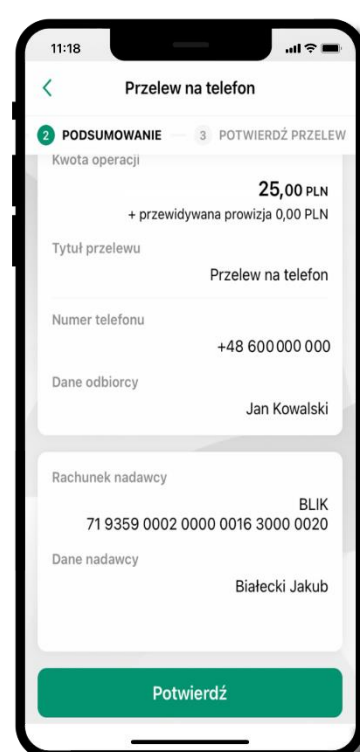 11:18
Przelew na telefon
2 PODSUMOWANIE 3 POTWIERDŹ PRZELEW
Kwota operacji
25,00 PLN
+ przewidywana prowizja 0,00 PLN
Tytuł przelewu
Przelew na telefon
Numer telefonu
+48 600 000 000
Dane odbiorcy
Jan Kowalski
Rachunek nadawcy
BLIK
71 9359 0002 0000 0016 3000 0020
Dane nadawcy
Białecki Jakub
Potwierdź